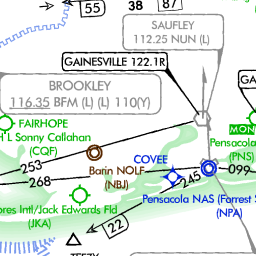 55
38
87
SAUFLEY
112.25 NUN (L)
GAINESVILLE 122.1R
BROOKLEY
116.35 BFM (L) (L) 110(Y)
GA
FAIRHOPE
H L Sonny Callahan
(CQF)
MON
Pensacola
(PNS)
253
268
Barin NOLF
(NBJ)
COVEE
245
099
Pensacola NAS (Forrest S
(NPA)
ores Intl/Jack Edwards Fld
(JKA)
22